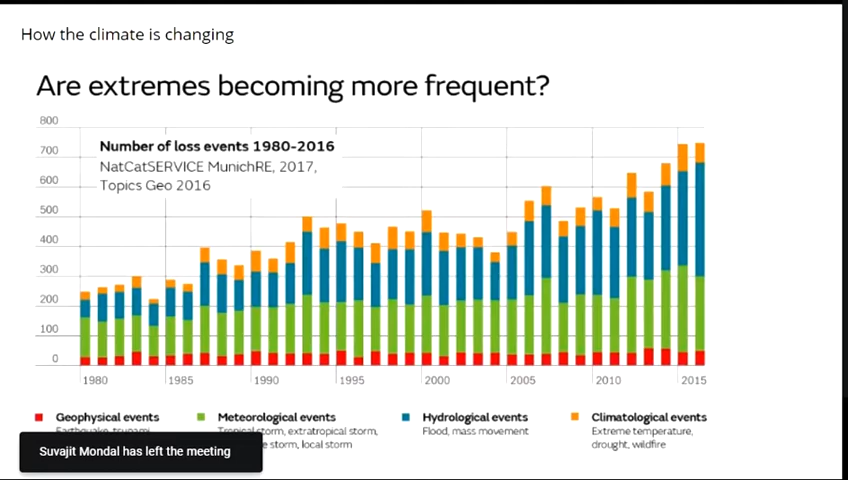 How the climate is changing
Are extremes becoming more frequent?
800
700
600
500
400
300
200
100
0
Number of loss events 1980-2016
NatCatSERVICE MunichRE, 2017,
Topics Geo 2016
1980 1985 1990 1995 2000 2005 2010 2015
Geophysical events
Earthquake, tsunami,
Meteorological events
Tropical storm, extratropical storm,
e storm, local storm
Hydrological events
Flood, mass movement
Climatological events
Extreme temperature,
drought, wildfire
Suvajit Mondal has left the meeting